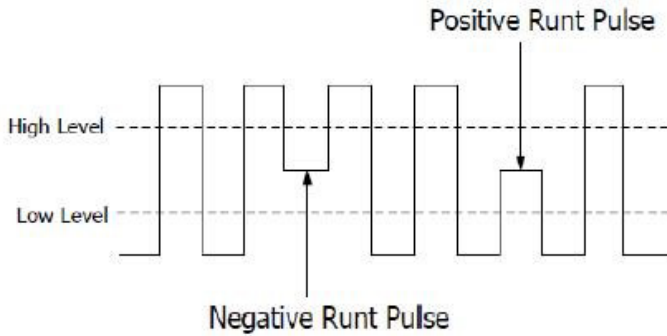 Positive Runt Pulse
High Level
Low Level
Negative Runt Pulse